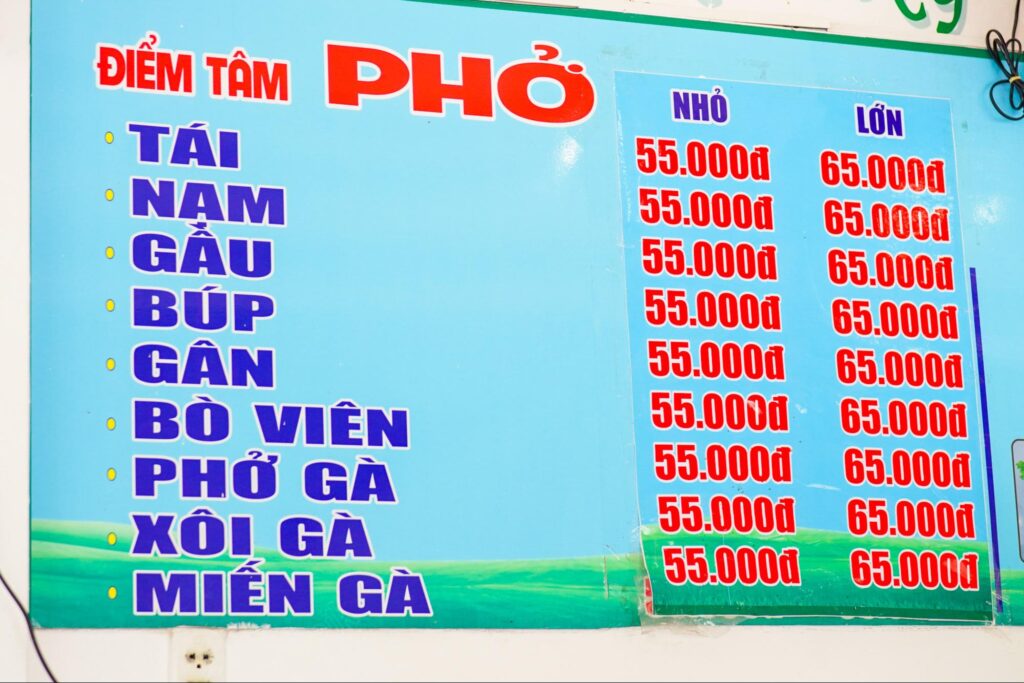 ĐIỂM TÂM PHỞ
NHỎ LỚN
TÁI 55.000đ 65.000đ
NẠM 55.000đ 65.000đ
GẦU 55.000đ 65.000đ
BÚP 55.000đ 65.000đ
GÂN 55.000đ 65.000đ
BÒ VIÊN 55.000đ 65.000đ
PHỞ GÀ 55.000đ 65.000đ
XÔI GÀ 55.000đ 65.000đ
MIẾN GÀ 55.000đ 65.000đ